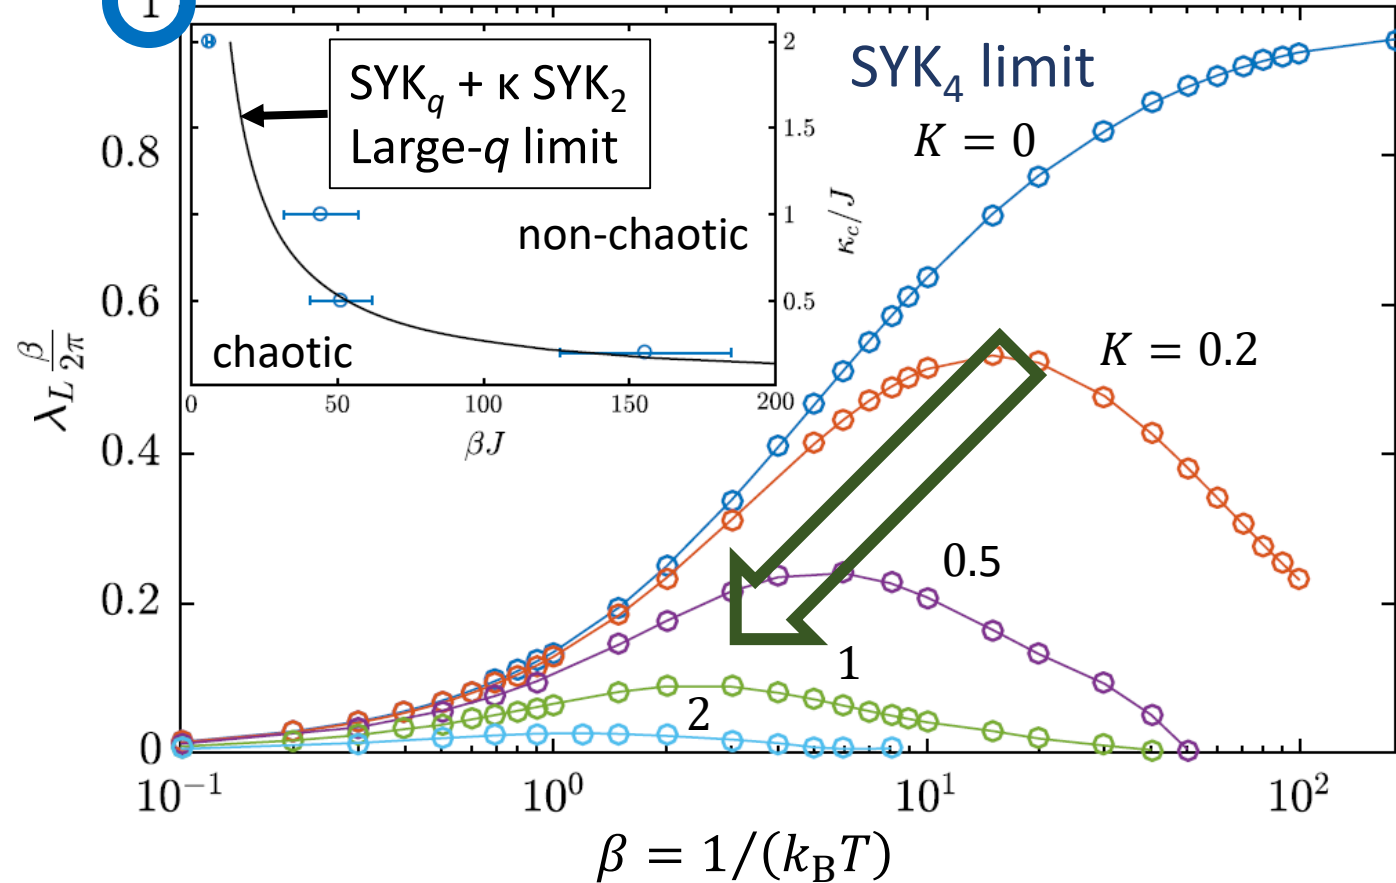 1
SYK₄ limit
K = 0
SYKq + κ SYK₂
Large-q limit
2
1.5
1
0.5
κc/J
non-chaotic
chaotic
0 50 100 150 200
βJ
K = 0.2
0.5
1
2
λL β/2π
0.8
0.6
0.4
0.2
0
10⁻¹ 10⁰ 10¹ 10²
β = 1/(kBT)